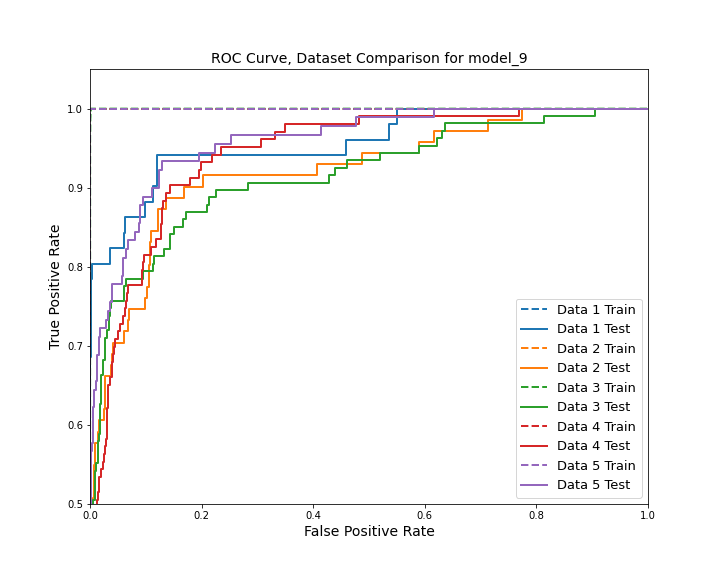 ROC Curve, Dataset Comparison for model_9
True Positive Rate
1.0
0.9
0.8
0.7
0.6
0.5
0.0
0.2
0.4
0.6
0.8
1.0
False Positive Rate
Data 1 Train
Data 1 Test
Data 2 Train
Data 2 Test
Data 3 Train
Data 3 Test
Data 4 Train
Data 4 Test
Data 5 Train
Data 5 Test